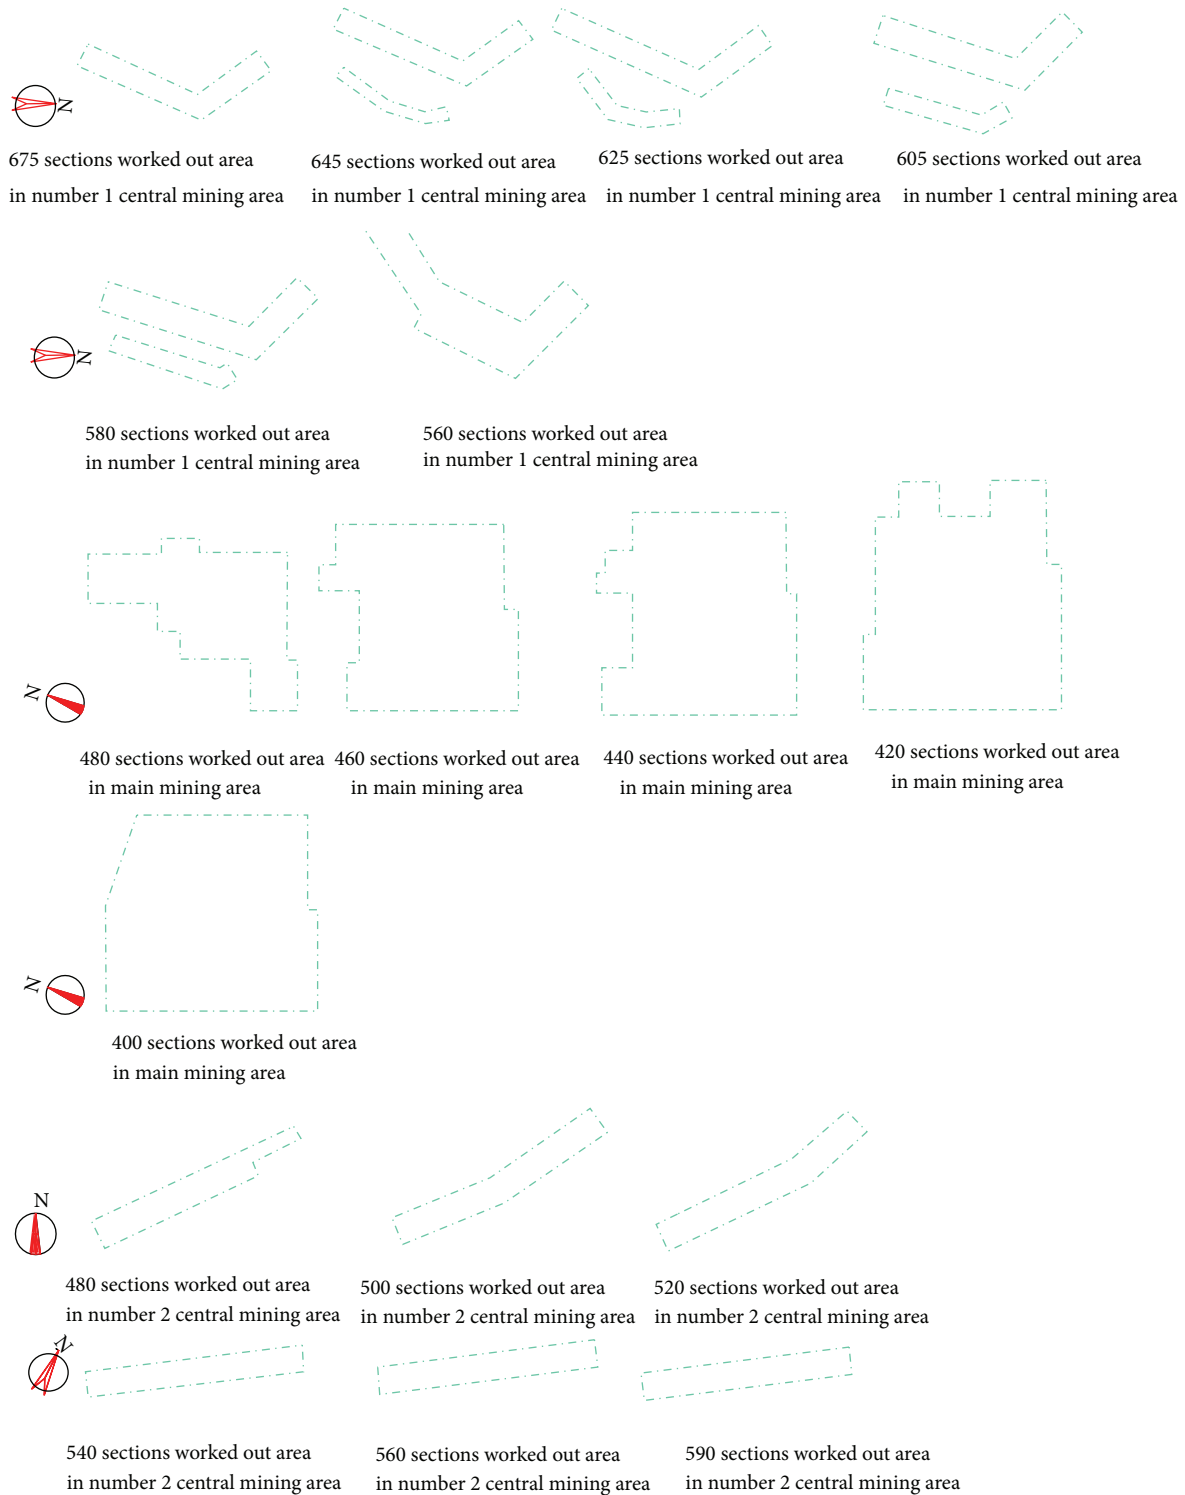 N
675 sections worked out area
in number 1 central mining area
645 sections worked out area
in number 1 central mining area
625 sections worked out area
in number 1 central mining area
605 sections worked out area
in number 1 central mining area
N
580 sections worked out area
in number 1 central mining area
560 sections worked out area
in number 1 central mining area
N
480 sections worked out area
in main mining area
460 sections worked out area
in main mining area
440 sections worked out area
in main mining area
420 sections worked out area
in main mining area
N
400 sections worked out area
in main mining area
N
480 sections worked out area
in number 2 central mining area
500 sections worked out area
in number 2 central mining area
520 sections worked out area
in number 2 central mining area
N
540 sections worked out area
in number 2 central mining area
560 sections worked out area
in number 2 central mining area
590 sections worked out area
in number 2 central mining area